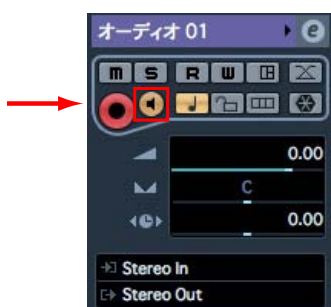 オーディオ 01 e
m S R W
0.00
C
0.00
Stereo In
Stereo Out